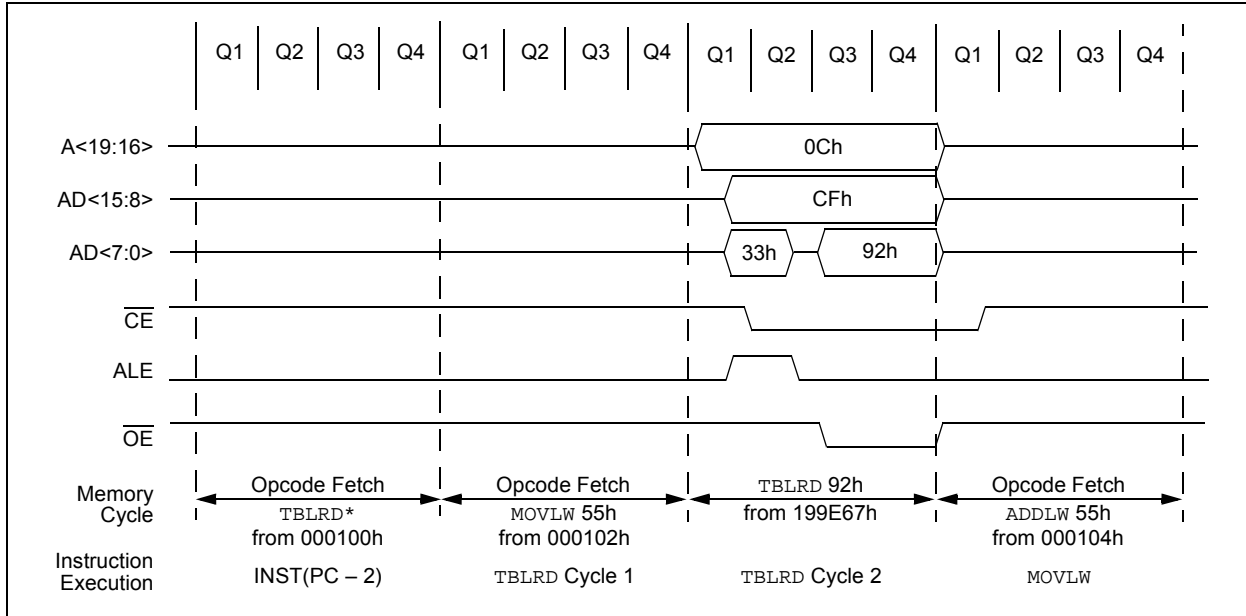 Q1 Q2 Q3 Q4 Q1 Q2 Q3 Q4 Q1 Q2 Q3 Q4 Q1 Q2 Q3 Q4
A<19:16> 0Ch
AD<15:8> CFh
AD<7:0> 33h 92h
CE
ALE
OE
Memory Cycle
Opcode Fetch
TBLRD*
from 000100h
Opcode Fetch
MOVLW 55h
from 000102h
TBLRD 92h
from 199E67h
Opcode Fetch
ADDLW 55h
from 000104h
Instruction
Execution
INST(PC – 2) TBLRD Cycle 1 TBLRD Cycle 2 MOVLW